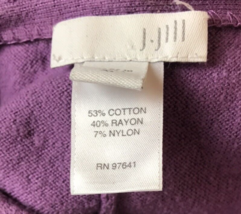 J.Jill
53% COTTON
40% RAYON
7% NYLON
RN 97641